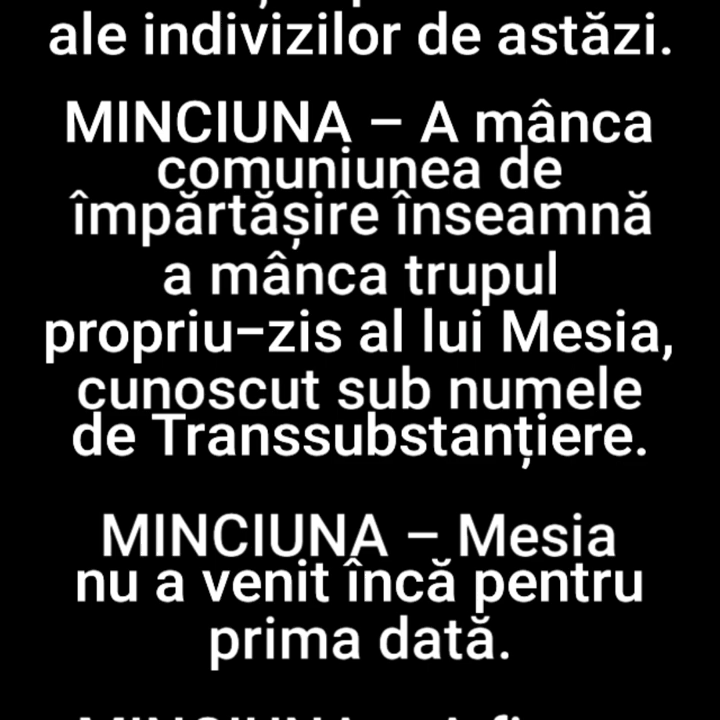 ale indivizilor de astăzi.
MINCIUNA – A mânca
comuniunea de
împărtășire înseamnă
a mânca trupul
propriu–zis al lui Mesia,
cunoscut sub numele
de Transsubstanțiere.
MINCIUNA – Mesia
nu a venit încă pentru
prima dată.